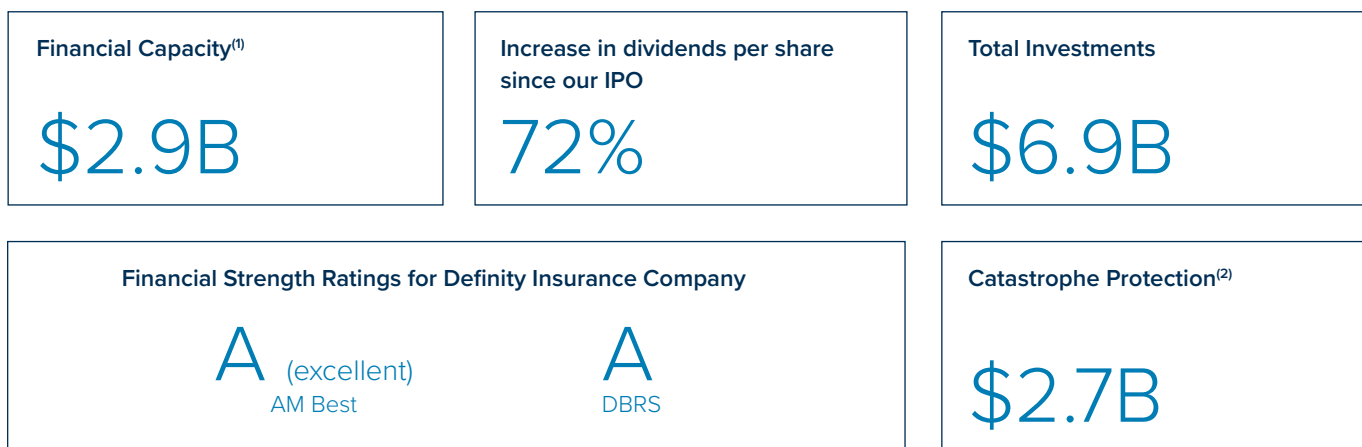 Financial Capacity(1)
$2.9B
Increase in dividends per share
since our IPO
72%
Total Investments
$6.9B
Financial Strength Ratings for Definity Insurance Company
A (excellent)
AM Best
A
DBRS
Catastrophe Protection(2)
$2.7B